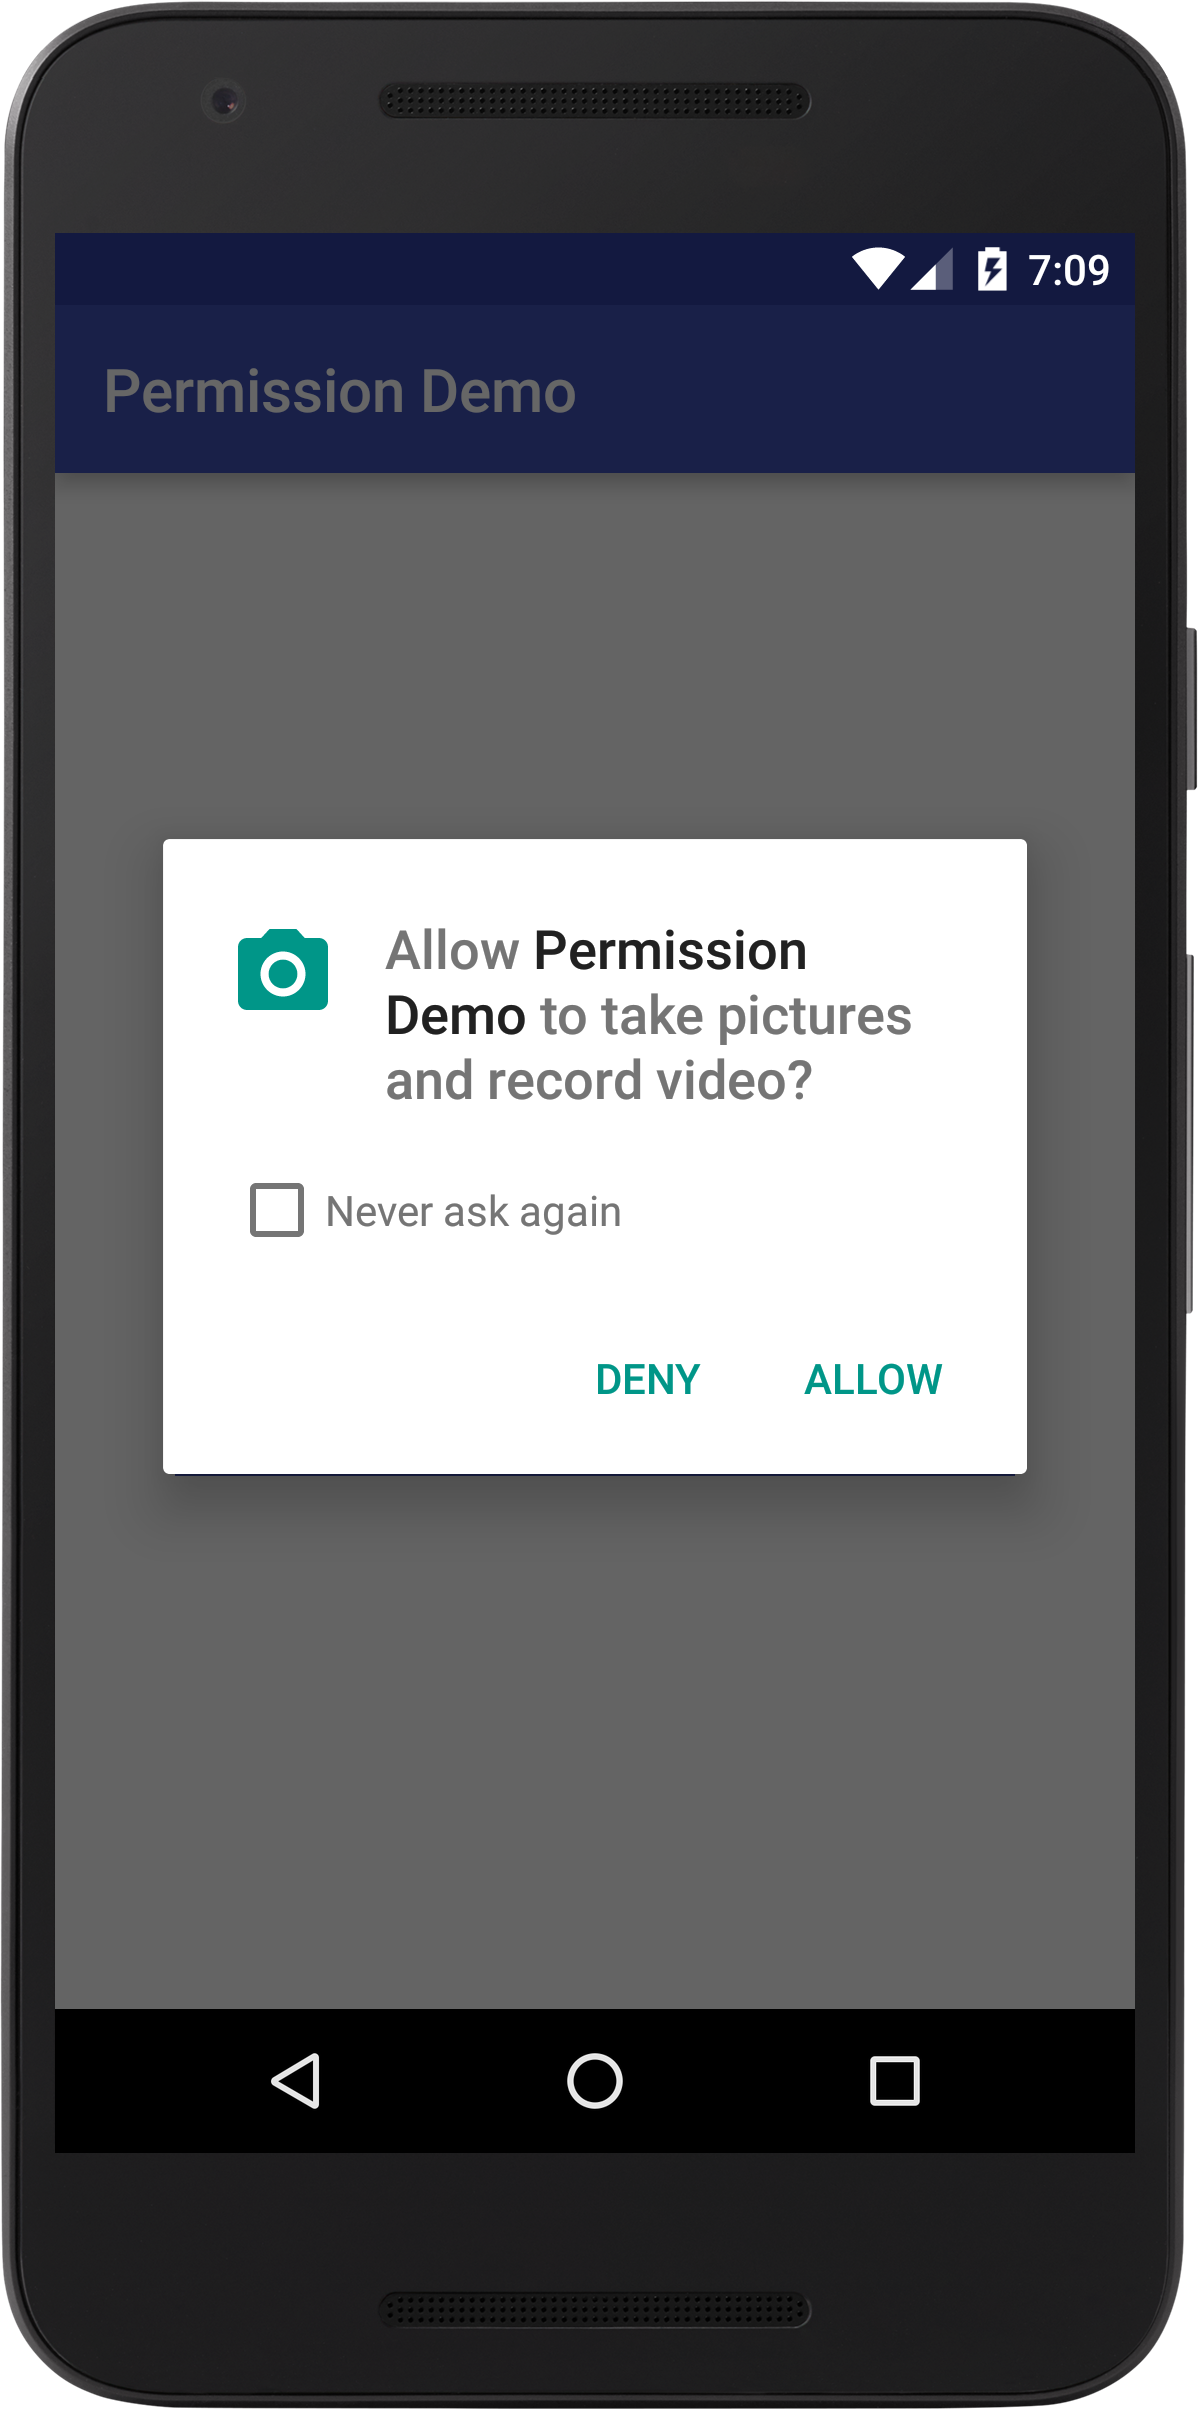 7:09
Permission Demo
Allow Permission
Demo to take pictures
and record video?
Never ask again
DENY ALLOW